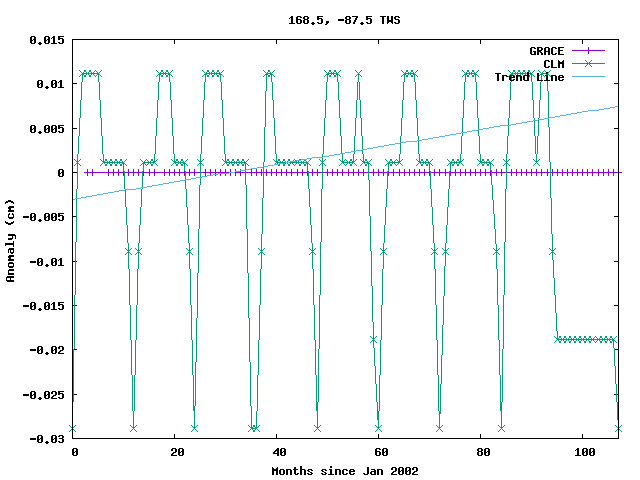 168.5, -87.5 TWS
GRACE
CLM
Trend Line
0.015
0.01
0.005
0
-0.005
-0.01
-0.015
-0.02
-0.025
-0.03
Anomaly (cm)
0 20 40 60 80 100
Months since Jan 2002